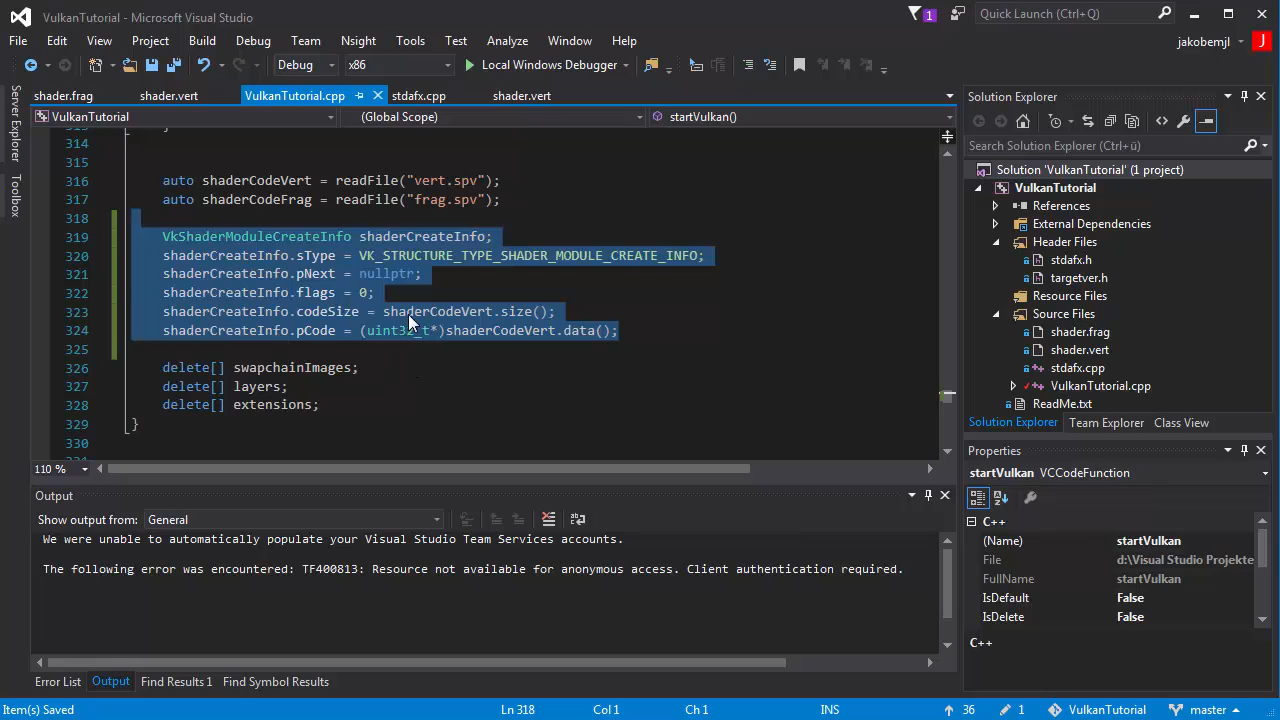 VulkanTutorial - Microsoft Visual Studio
1
Quick Launch (Ctrl+Q)
File Edit View Project Build Debug Team Nsight Tools Test Analyze Window Help
jakobemjl
J
Debug x86 Local Windows Debugger
Server Explorer
Toolbox
shader.frag shader.vert VulkanTutorial.cpp stdafx.cpp shader.vert
VulkanTutorial (Global Scope) startVulkan()
313 }
314
315
316 auto shaderCodeVert = readFile("vert.spv");
317 auto shaderCodeFrag = readFile("frag.spv");
318
319 VkShaderModuleCreateInfo shaderCreateInfo;
320 shaderCreateInfo.sType = VK_STRUCTURE_TYPE_SHADER_MODULE_CREATE_INFO;
321 shaderCreateInfo.pNext = nullptr;
322 shaderCreateInfo.flags = 0;
323 shaderCreateInfo.codeSize = shaderCodeVert.size();
324 shaderCreateInfo.pCode = (uint32_t*)shaderCodeVert.data();
325
326 delete[] swapchainImages;
327 delete[] layers;
328 delete[] extensions;
329 }
330
110 %
Output
Show output from: General
We were unable to automatically populate your Visual Studio Team Services accounts.
The following error was encountered: TF400813: Resource not available for anonymous access. Client authentication required.
Error List Output Find Results 1 Find Symbol Results
Solution Explorer
Search Solution Explorer (Ctrl+ü)
Solution 'VulkanTutorial' (1 project)
VulkanTutorial
References
External Dependencies
Header Files
stdafx.h
targetver.h
Resource Files
Source Files
shader.frag
shader.vert
stdafx.cpp
VulkanTutorial.cpp
ReadMe.txt
Solution Explorer Team Explorer Class View
Properties
startVulkan VCCodeFunction
C++
(Name) startVulkan
File d:\Visual Studio Projekte
FullName startVulkan
IsDefault False
IsDelete False
C++
Item(s) Saved Ln 318 Col 1 Ch 1 INS 36 1 VulkanTutorial master